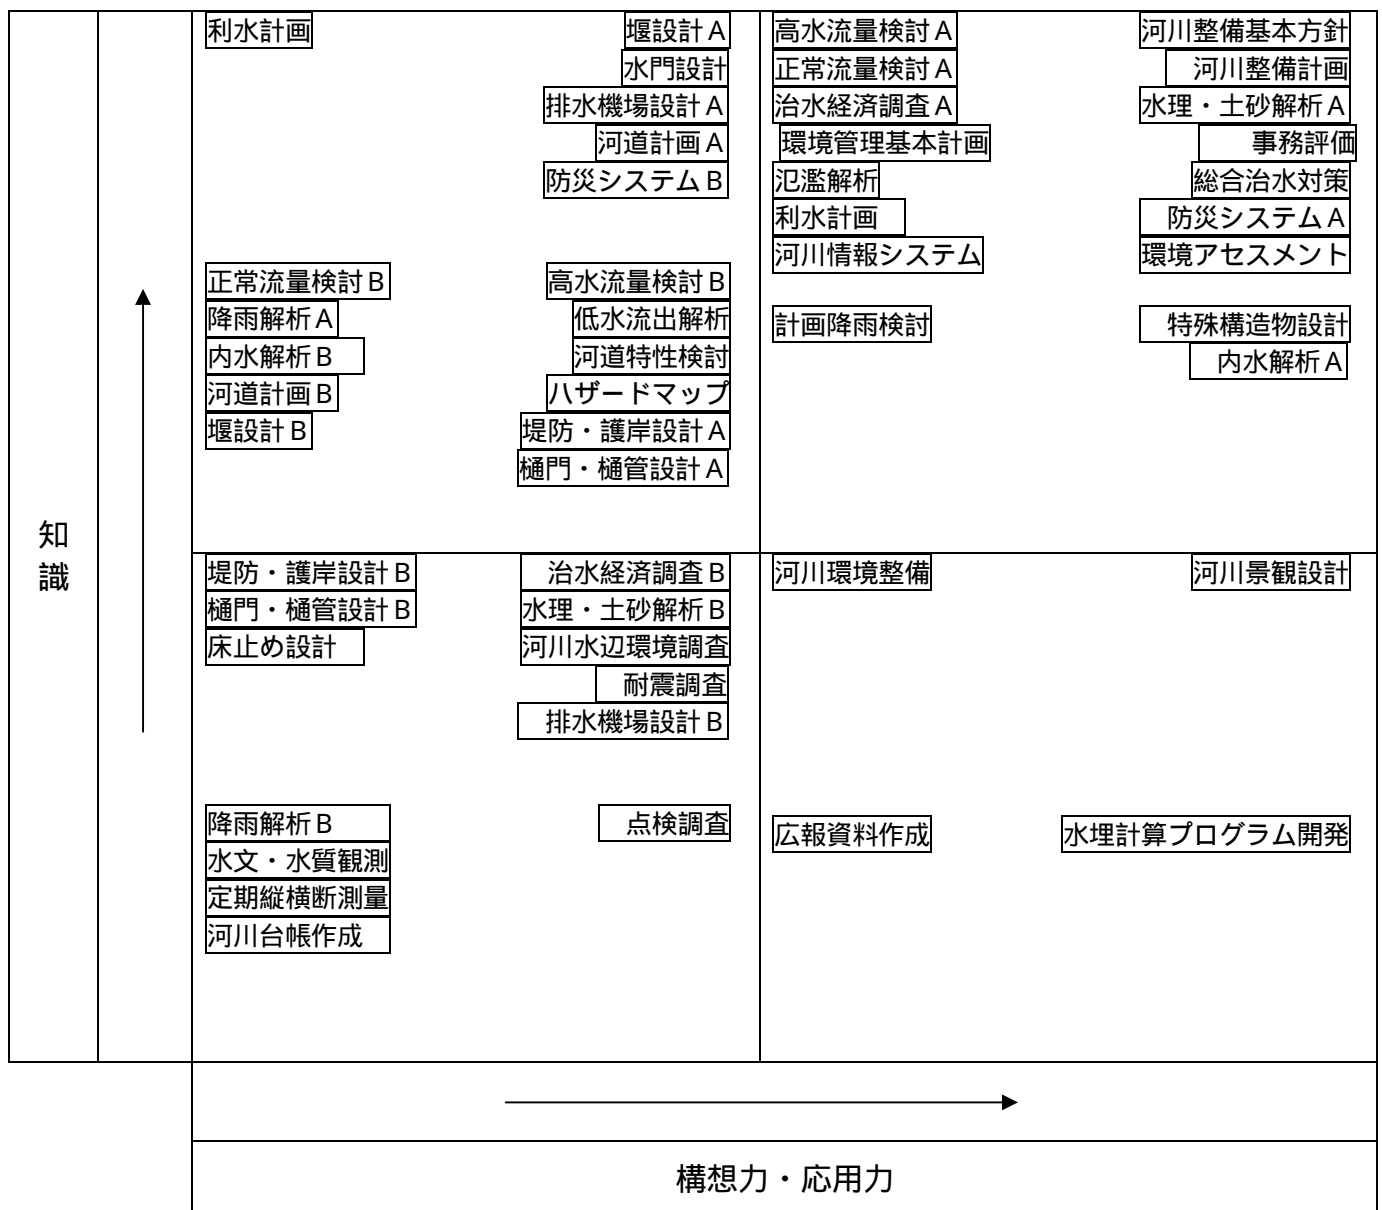 利水計画
堰設計A
水門設計
排水機場設計A
河道計画A
防災システムB
正常流量検討B
降雨解析A
内水解析B
河道計画B
堰設計B
高水流量検討B
低水流出解析
河道特性検討
ハザードマップ
堤防・護岸設計A
樋門・樋管設計A
高水流量検討A
正常流量検討A
治水経済調査A
環境管理基本計画
氾濫解析
利水計画
河川情報システム
計画降雨検討
河川整備基本方針
河川整備計画
水理・土砂解析A
事務評価
総合治水対策
防災システムA
環境アセスメント
特殊構造物設計
内水解析A
知
識
堤防・護岸設計B
樋門・樋管設計B
床止め設計
治水経済調査B
水理・土砂解析B
河川水辺環境調査
耐震調査
排水機場設計B
降雨解析B
水文・水質観測
定期縦横断測量
河川台帳作成
点検調査
河川環境整備
河川景観設計
広報資料作成
水埋計算プログラム開発
構想力・応用力